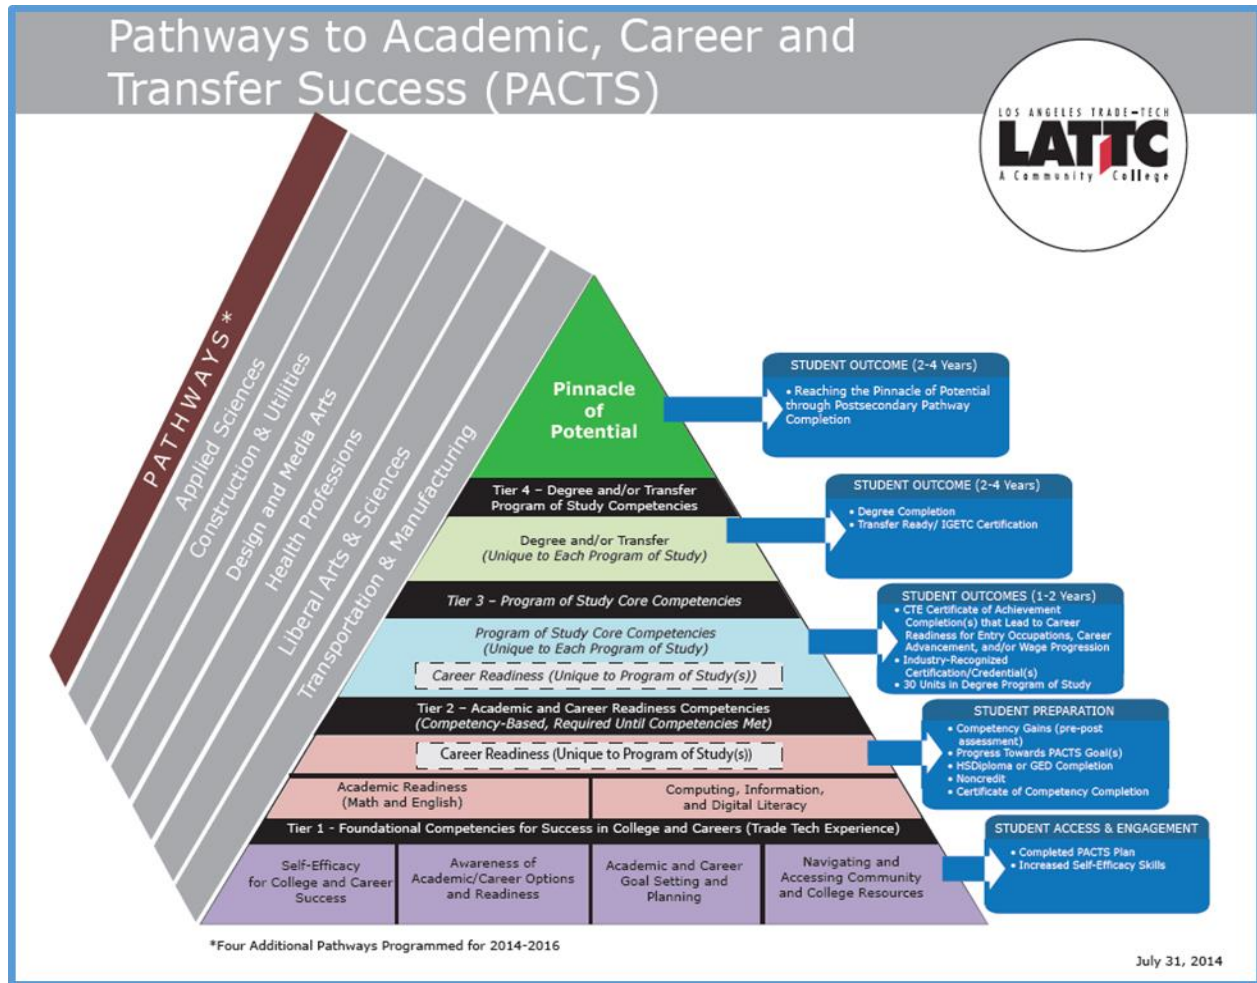 Pathways to Academic, Career and
Transfer Success (PACTS)
LOS ANGELES TRADE-TECH
LATTC
A Community College
PATHWAYS*
Applied Sciences
Construction & Utilities
Design and Media Arts
Health Professions
Liberal Arts & Sciences
Transportation & Manufacturing
Pinnacle
of
Potential
STUDENT OUTCOME (2-4 Years)
• Reaching the Pinnacle of Potential
through Postsecondary Pathway
Completion
Tier 4 – Degree and/or Transfer
Program of Study Competencies
Degree and/or Transfer
(Unique to Each Program of Study)
STUDENT OUTCOME (2-4 Years)
• Degree Completion
• Transfer Ready/ IGETC Certification
Tier 3 – Program of Study Core Competencies
Program of Study Core Competencies
(Unique to Each Program of Study)
Career Readiness (Unique to Program of Study(s))
STUDENT OUTCOMES (1-2 Years)
• CTE Certificate of Achievement
Completion(s) that Lead to Career
Readiness for Entry Occupations, Career
Advancement, and/or Wage Progression
• Industry-Recognized
Certification/Credential(s)
• 30 Units in Degree Program of Study
Tier 2 – Academic and Career Readiness Competencies
(Competency-Based, Required Until Competencies Met)
Career Readiness (Unique to Program of Study(s))
Academic Readiness
(Math and English)
Computing, Information,
and Digital Literacy
STUDENT PREPARATION
• Competency Gains (pre-post
assessment)
• Progress Towards PACTS Goal(s)
• HSDiploma or GED Completion
• Noncredit
• Certificate of Competency Completion
Tier 1 - Foundational Competencies for Success in College and Careers (Trade Tech Experience)
Self-Efficacy
for College and Career
Success
Awareness of
Academic/Career Options
and Readiness
Academic and Career
Goal Setting and
Planning
Navigating and
Accessing Community
and College Resources
STUDENT ACCESS & ENGAGEMENT
• Completed PACTS Plan
• Increased Self-Efficacy Skills
*Four Additional Pathways Programmed for 2014-2016
July 31, 2014